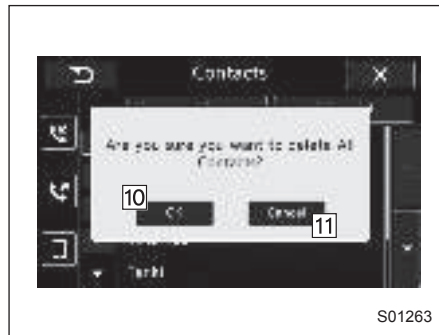 Contacts
Are you sure you want to delete All
Contacts?
10
OK
Cancel
11
S01263